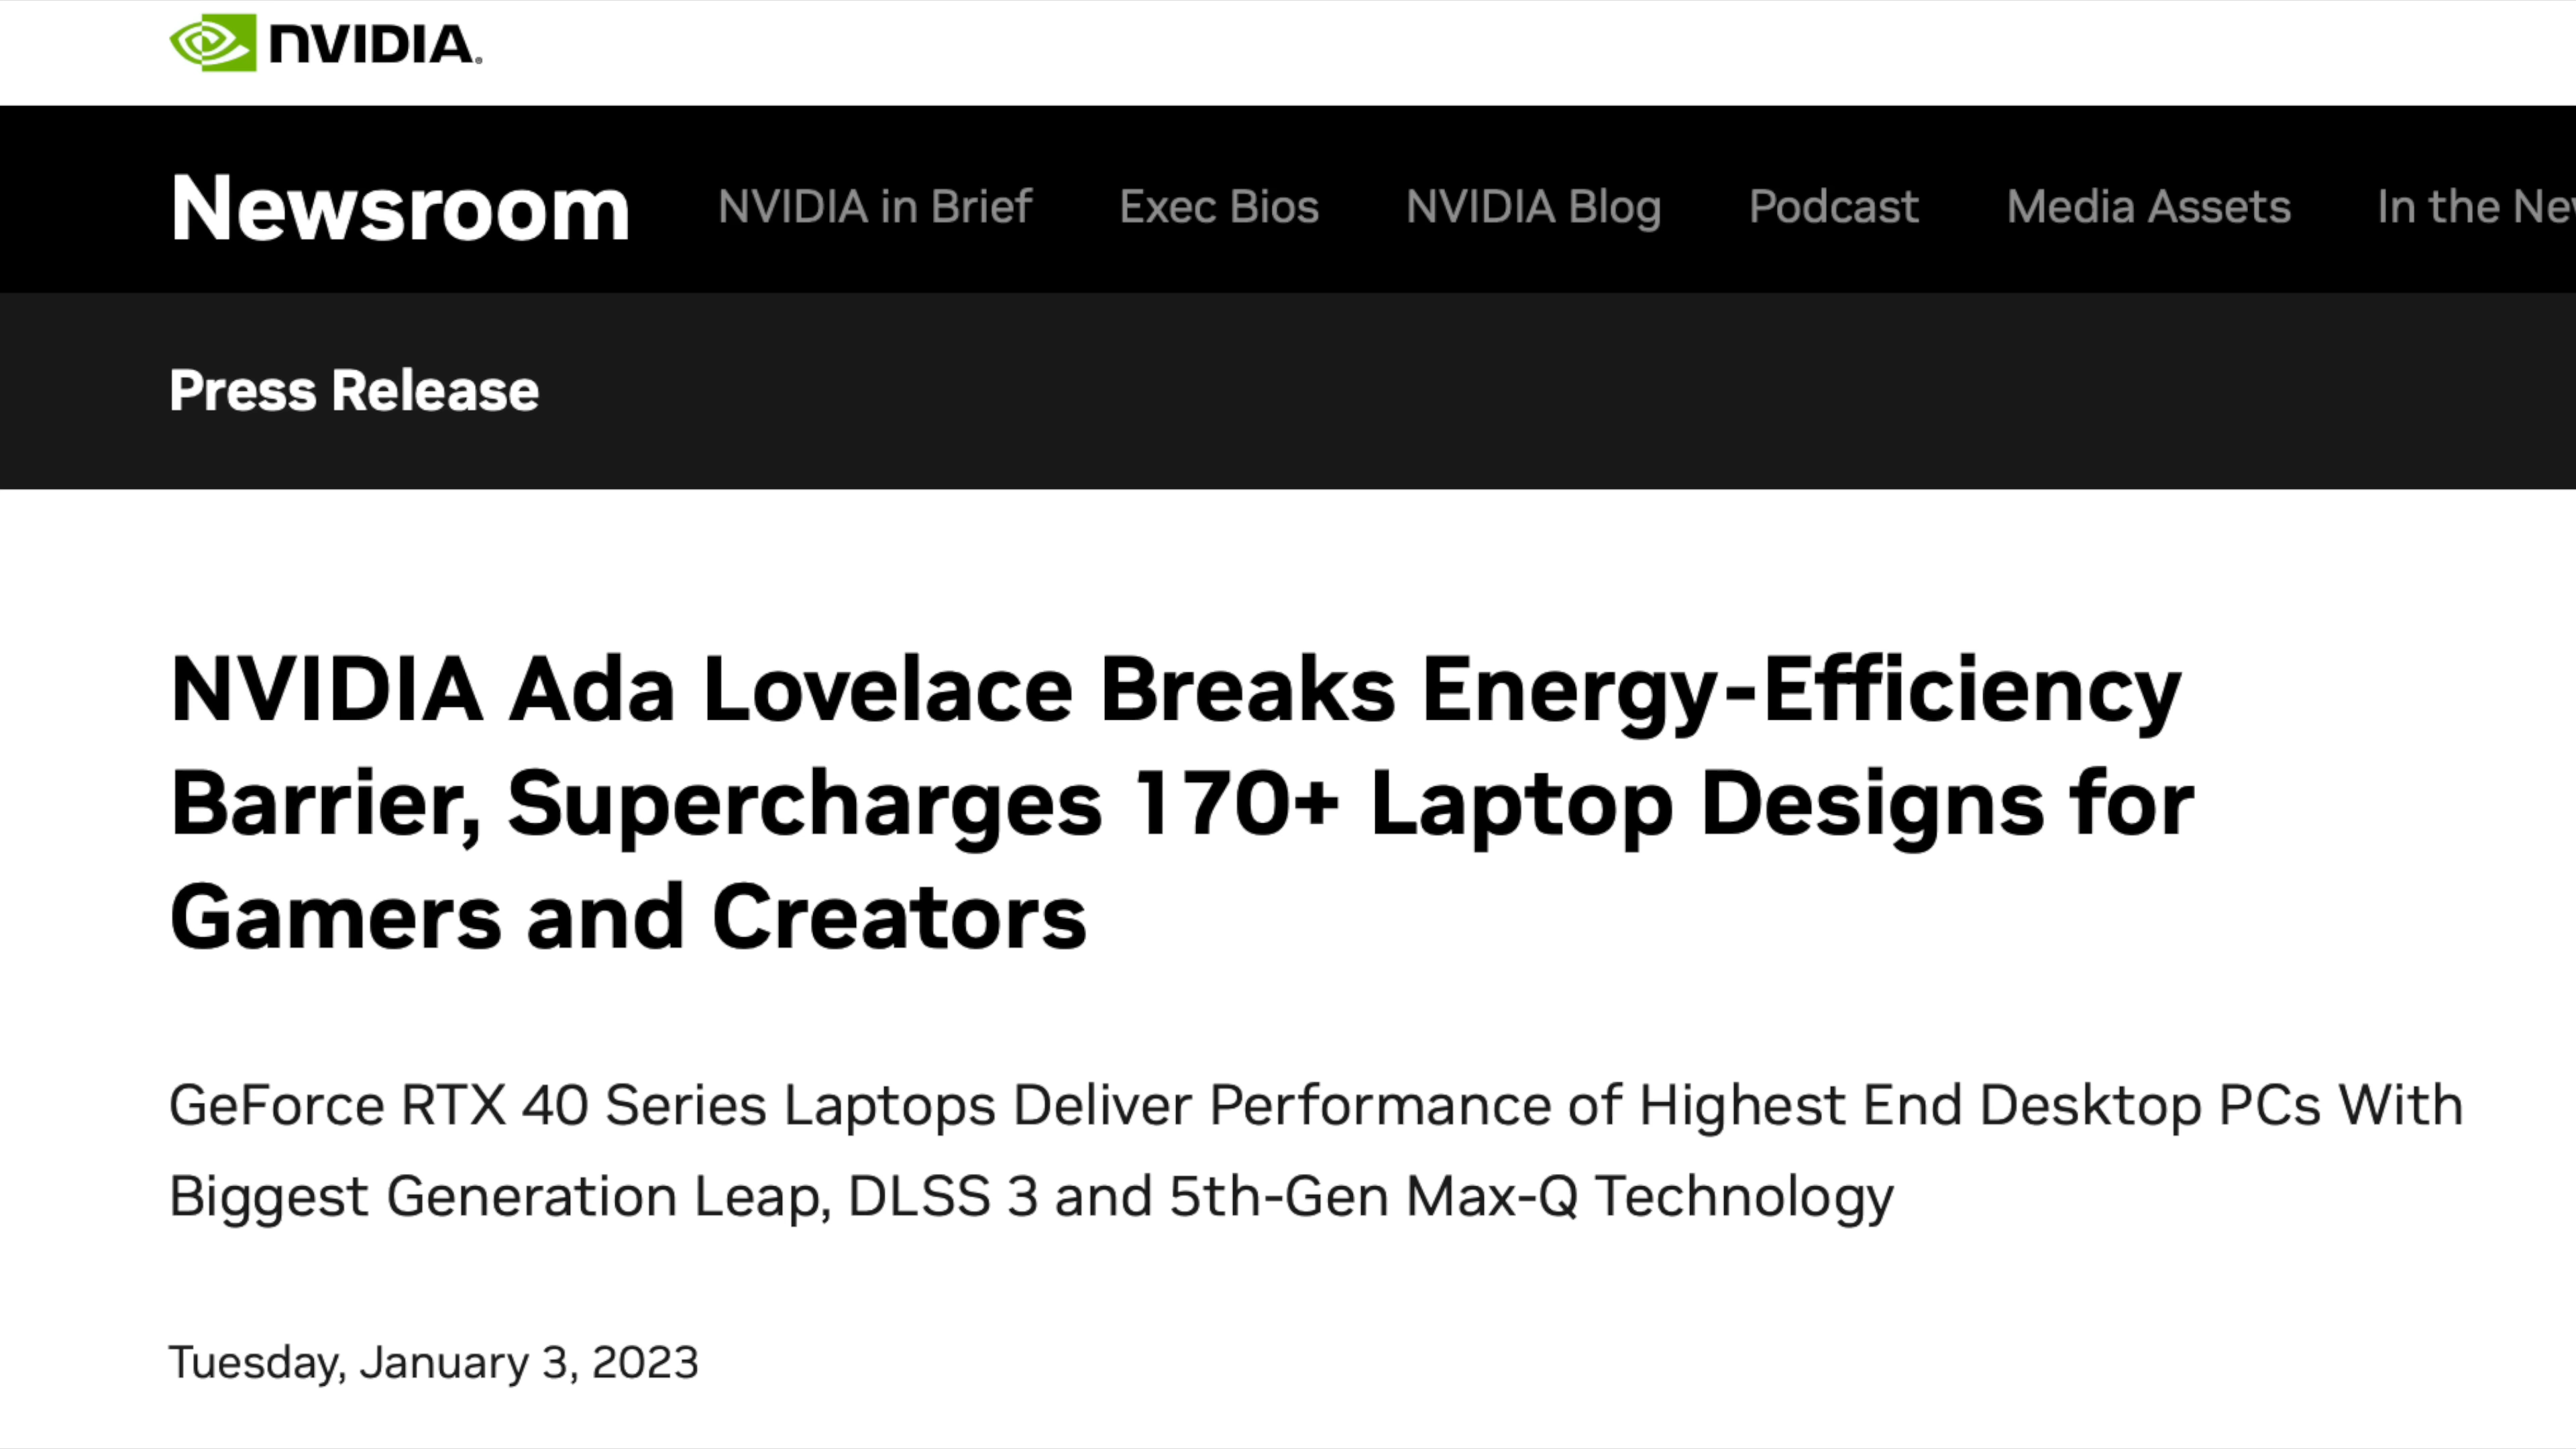 NVIDIA.
Newsroom NVIDIA in Brief Exec Bios NVIDIA Blog Podcast Media Assets In the
Press Release
NVIDIA Ada Lovelace Breaks Energy-Efficiency
Barrier, Supercharges 170+ Laptop Designs for
Gamers and Creators
GeForce RTX 40 Series Laptops Deliver Performance of Highest End Desktop PCs With
Biggest Generation Leap, DLSS 3 and 5th-Gen Max-Q Technology
Tuesday, January 3, 2023